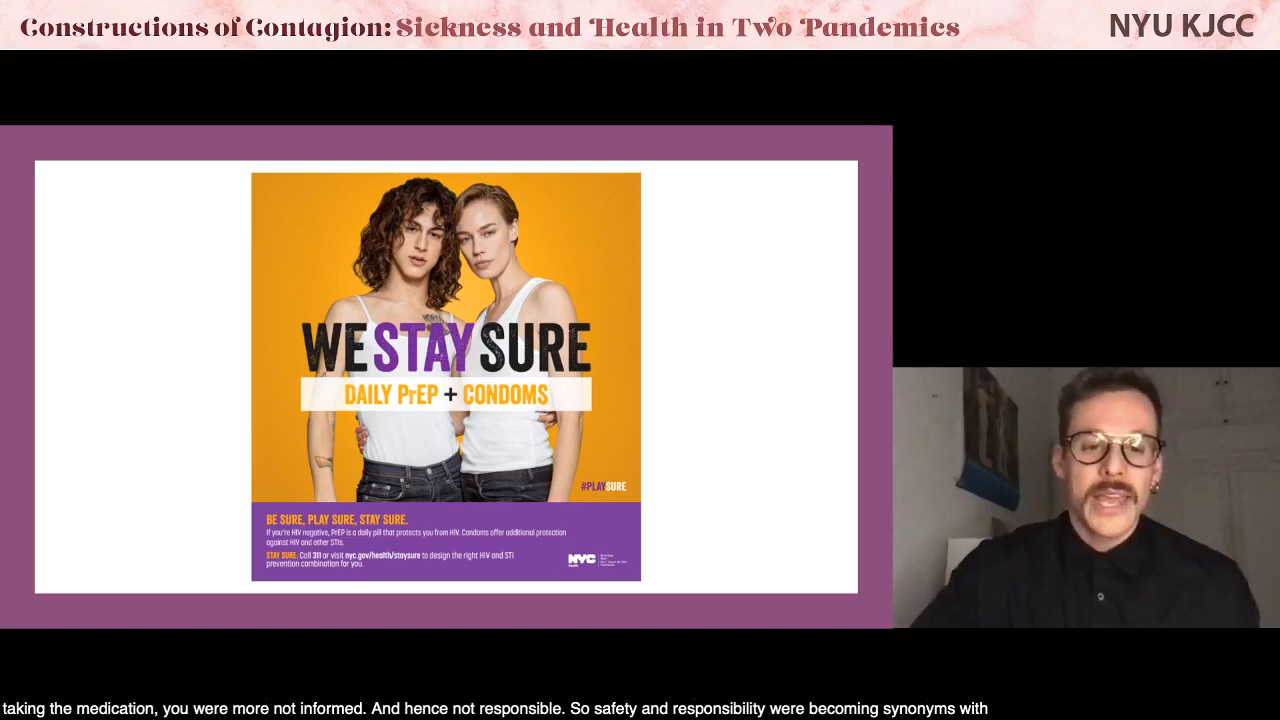 Constructions of Contagion: Sickness and Health in Two Pandemics
NYU KJCC
WE STAY SURE
DAILY PrEP + CONDOMS
#PLAYSURE
BE SURE, PLAY SURE, STAY SURE.
If you're HIV negative, PrEP is a daily pill that protects you from HIV. Condoms offer additional protection
against HIV and other STIs.
STAY SURE: Call 311 or visit nyc.gov/health/staysure to design the right HIV and STI
prevention combination for you.
NYC
taking the medication, you were more not informed. And hence not responsible. So safety and responsibility were becoming synonyms with